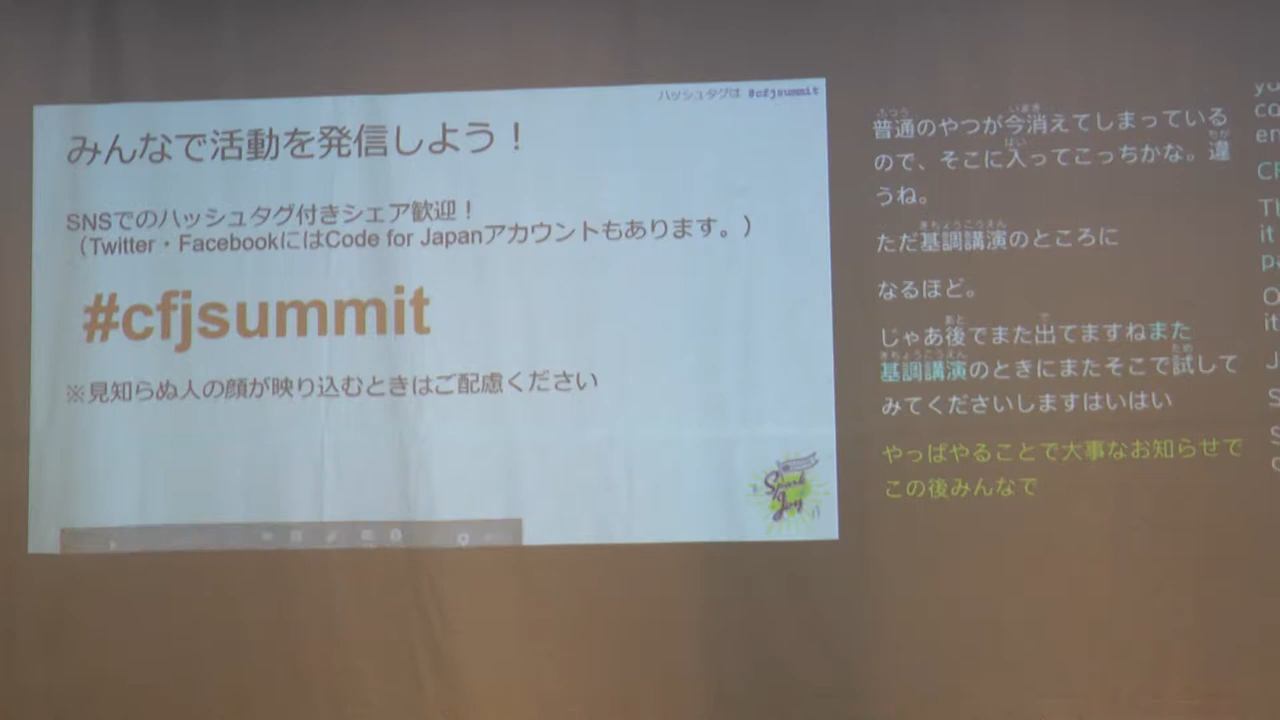 ハッシュタグは #cfjsummit
みんなで活動を発信しよう！
SNSでのハッシュタグ付きシェア歓迎！
（Twitter・FacebookにはCode for Japanアカウントもあります。）
#cfjsummit
※見知らぬ人の顔が映り込むときはご配慮ください
Spark
Joy
普通のやつが今消えてしまっている
ので、そこに入ってこっちかな。違
うね。
ただ基調講演のところに
なるほど。
じゃあ後でまた出てますねまた
基調講演のときにまたそこで試して
みてくださいしますはいはい
やっぱやることで大事なお知らせで
この後みんなで